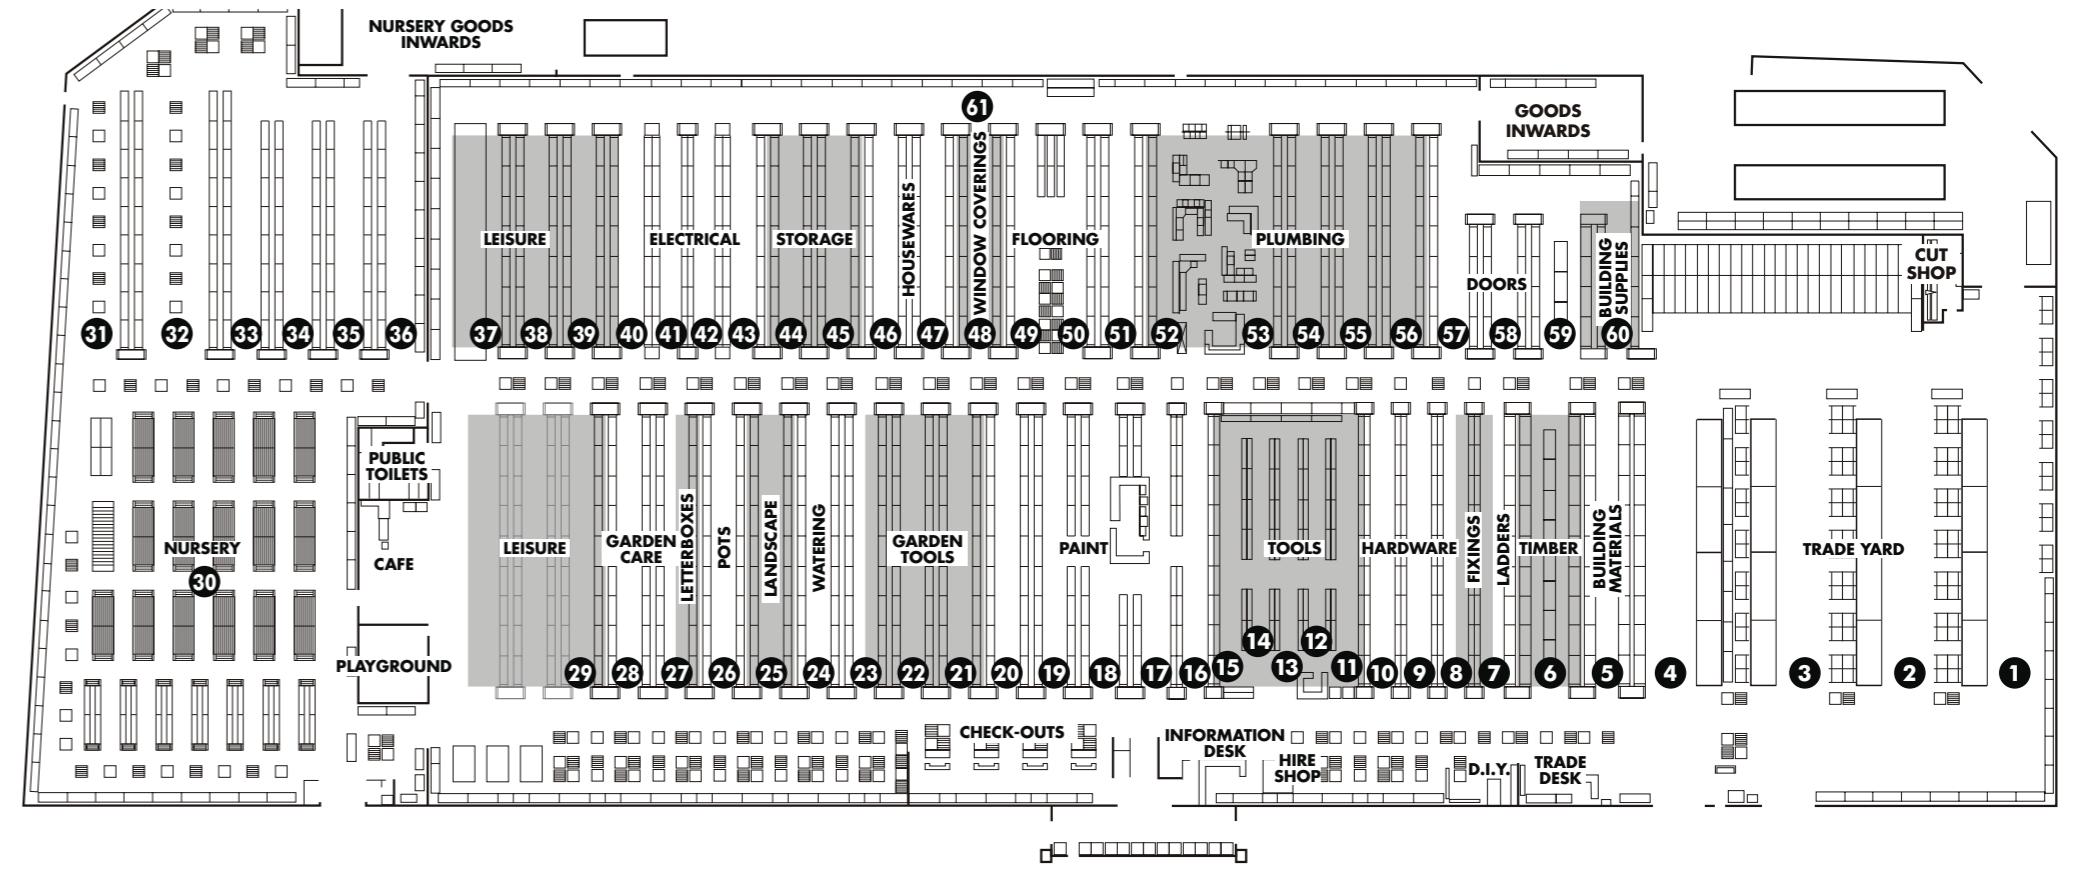 NURSERY GOODS
INWARDS
61
GOODS
INWARDS
LEISURE
ELECTRICAL
STORAGE
HOUSEWARES
WINDOW COVERINGS
FLOORING
PLUMBING
DOORS
BUILDING
SUPPLIES
CUT
SHOP
31 32 33 34 35 36 37 38 39 40 41 42 43 44 45 46 47 48 49 50 51 52 53 54 55 56 57 58 59 60
PUBLIC
TOILETS
NURSERY
30
CAFE
LEISURE
GARDEN
CARE
LETTERBOXES
POTS
LANDSCAPE
WATERING
GARDEN
TOOLS
PAINT
TOOLS
HARDWARE
FIXINGS
LADDERS
TIMBER
BUILDING
MATERIALS
TRADE YARD
PLAYGROUND
29 28 27 26 25 24 23 22 21 20 19 18 17 16 15 14 13 12 11 10 9 8 7 6 5 4 3 2 1
CHECK-OUTS
INFORMATION
DESK
HIRE
SHOP
D.I.Y.
TRADE
DESK